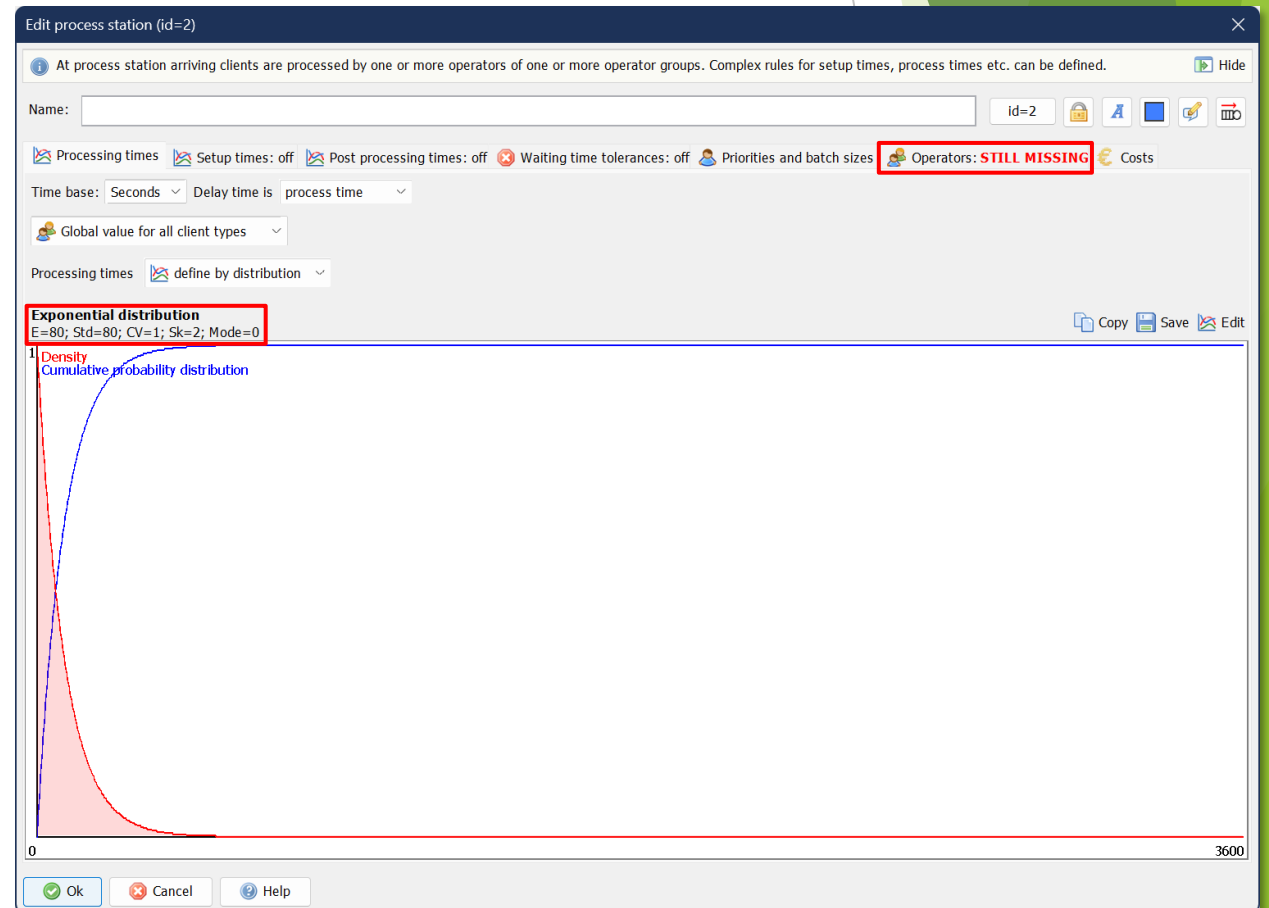 Edit process station (id=2)
At process station arriving clients are processed by one or more operators of one or more operator groups. Complex rules for setup times, process times etc. can be defined. Hide
Name: id=2 A
Processing times Setup times: off Post processing times: off Waiting time tolerances: off Priorities and batch sizes Operators: STILL MISSING Costs
Time base: Seconds Delay time is process time
Global value for all client types
Processing times define by distribution
Exponential distribution
E=80; Std=80; CV=1; Sk=2; Mode=0
Copy Save Edit
1 Density
Cumulative probability distribution
0 3600
Ok Cancel Help